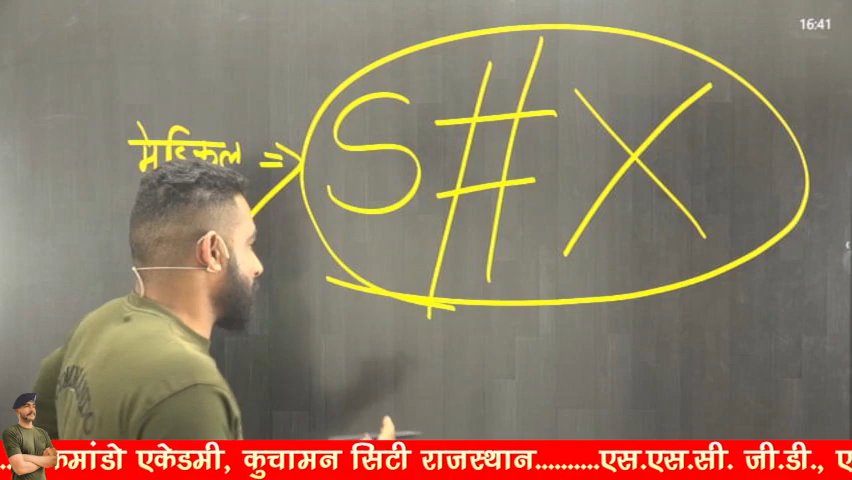 16:41
मेडिकल => S#X
...कमांडो एकेडमी, कुचामन सिटी राजस्थान..........एस.एस.सी. जी.डी., ए